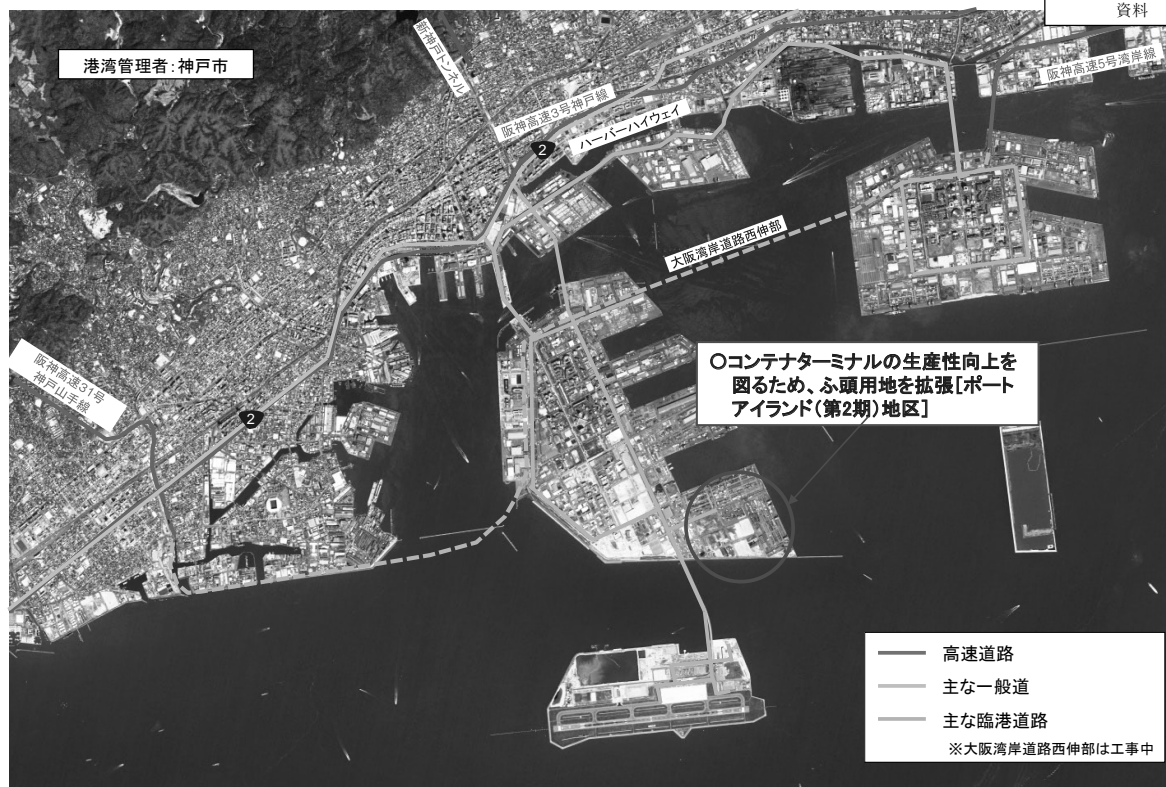 資料
港湾管理者:神戸市
新神戸トンネル
阪神高速5号湾岸線
阪神高速3号神戸線
ハーバーハイウェイ
2
大阪湾岸道路西伸部
阪神高速31号
神戸山手線
2
○コンテナターミナルの生産性向上を
図るため、ふ頭用地を拡張[ポート
アイランド(第2期)地区]
高速道路
主な一般道
主な臨港道路
※大阪湾岸道路西伸部は工事中